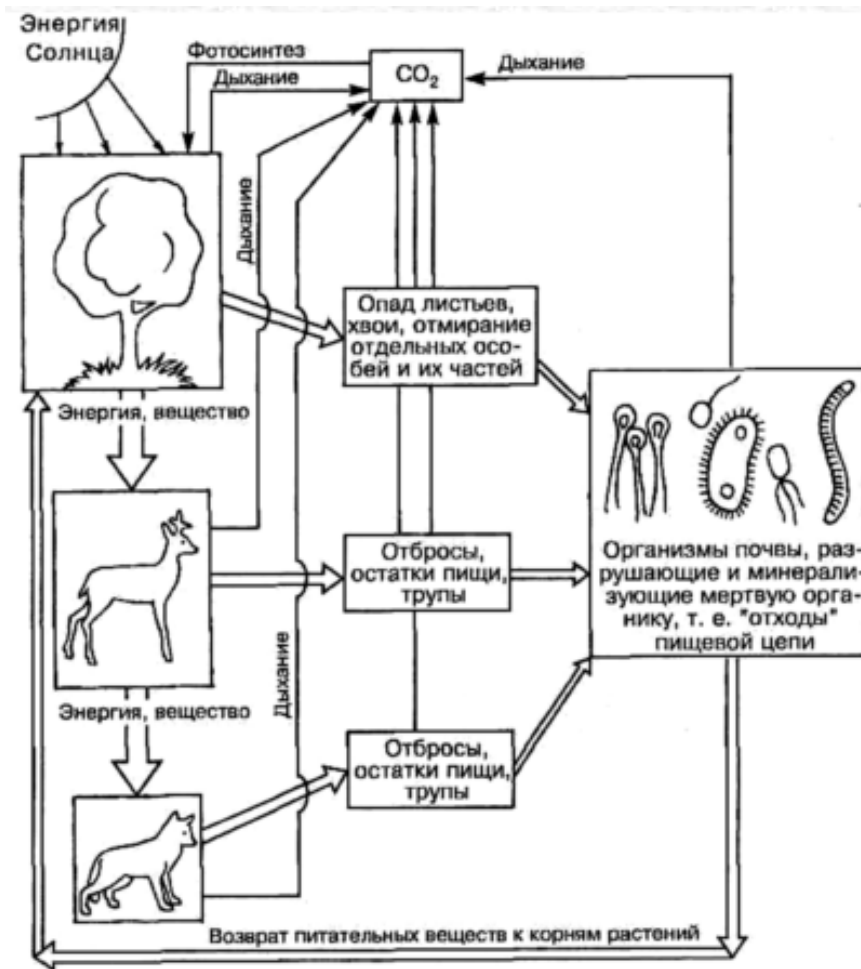 Энергия
Солнца
Фотосинтез
Дыхание
CO₂
Дыхание
Дыхание
Опад листьев,
хвои, отмирание
отдельных осо-
бей и их частей
Энергия, вещество
Отбросы,
остатки пищи,
трупы
Организмы почвы, раз-
рушающие и минерали-
зующие мертвую орга-
нику, т. е. "отходы"
пищевой цепи
Дыхание
Энергия, вещество
Отбросы,
остатки пищи,
трупы
Возврат питательных веществ к корням растений